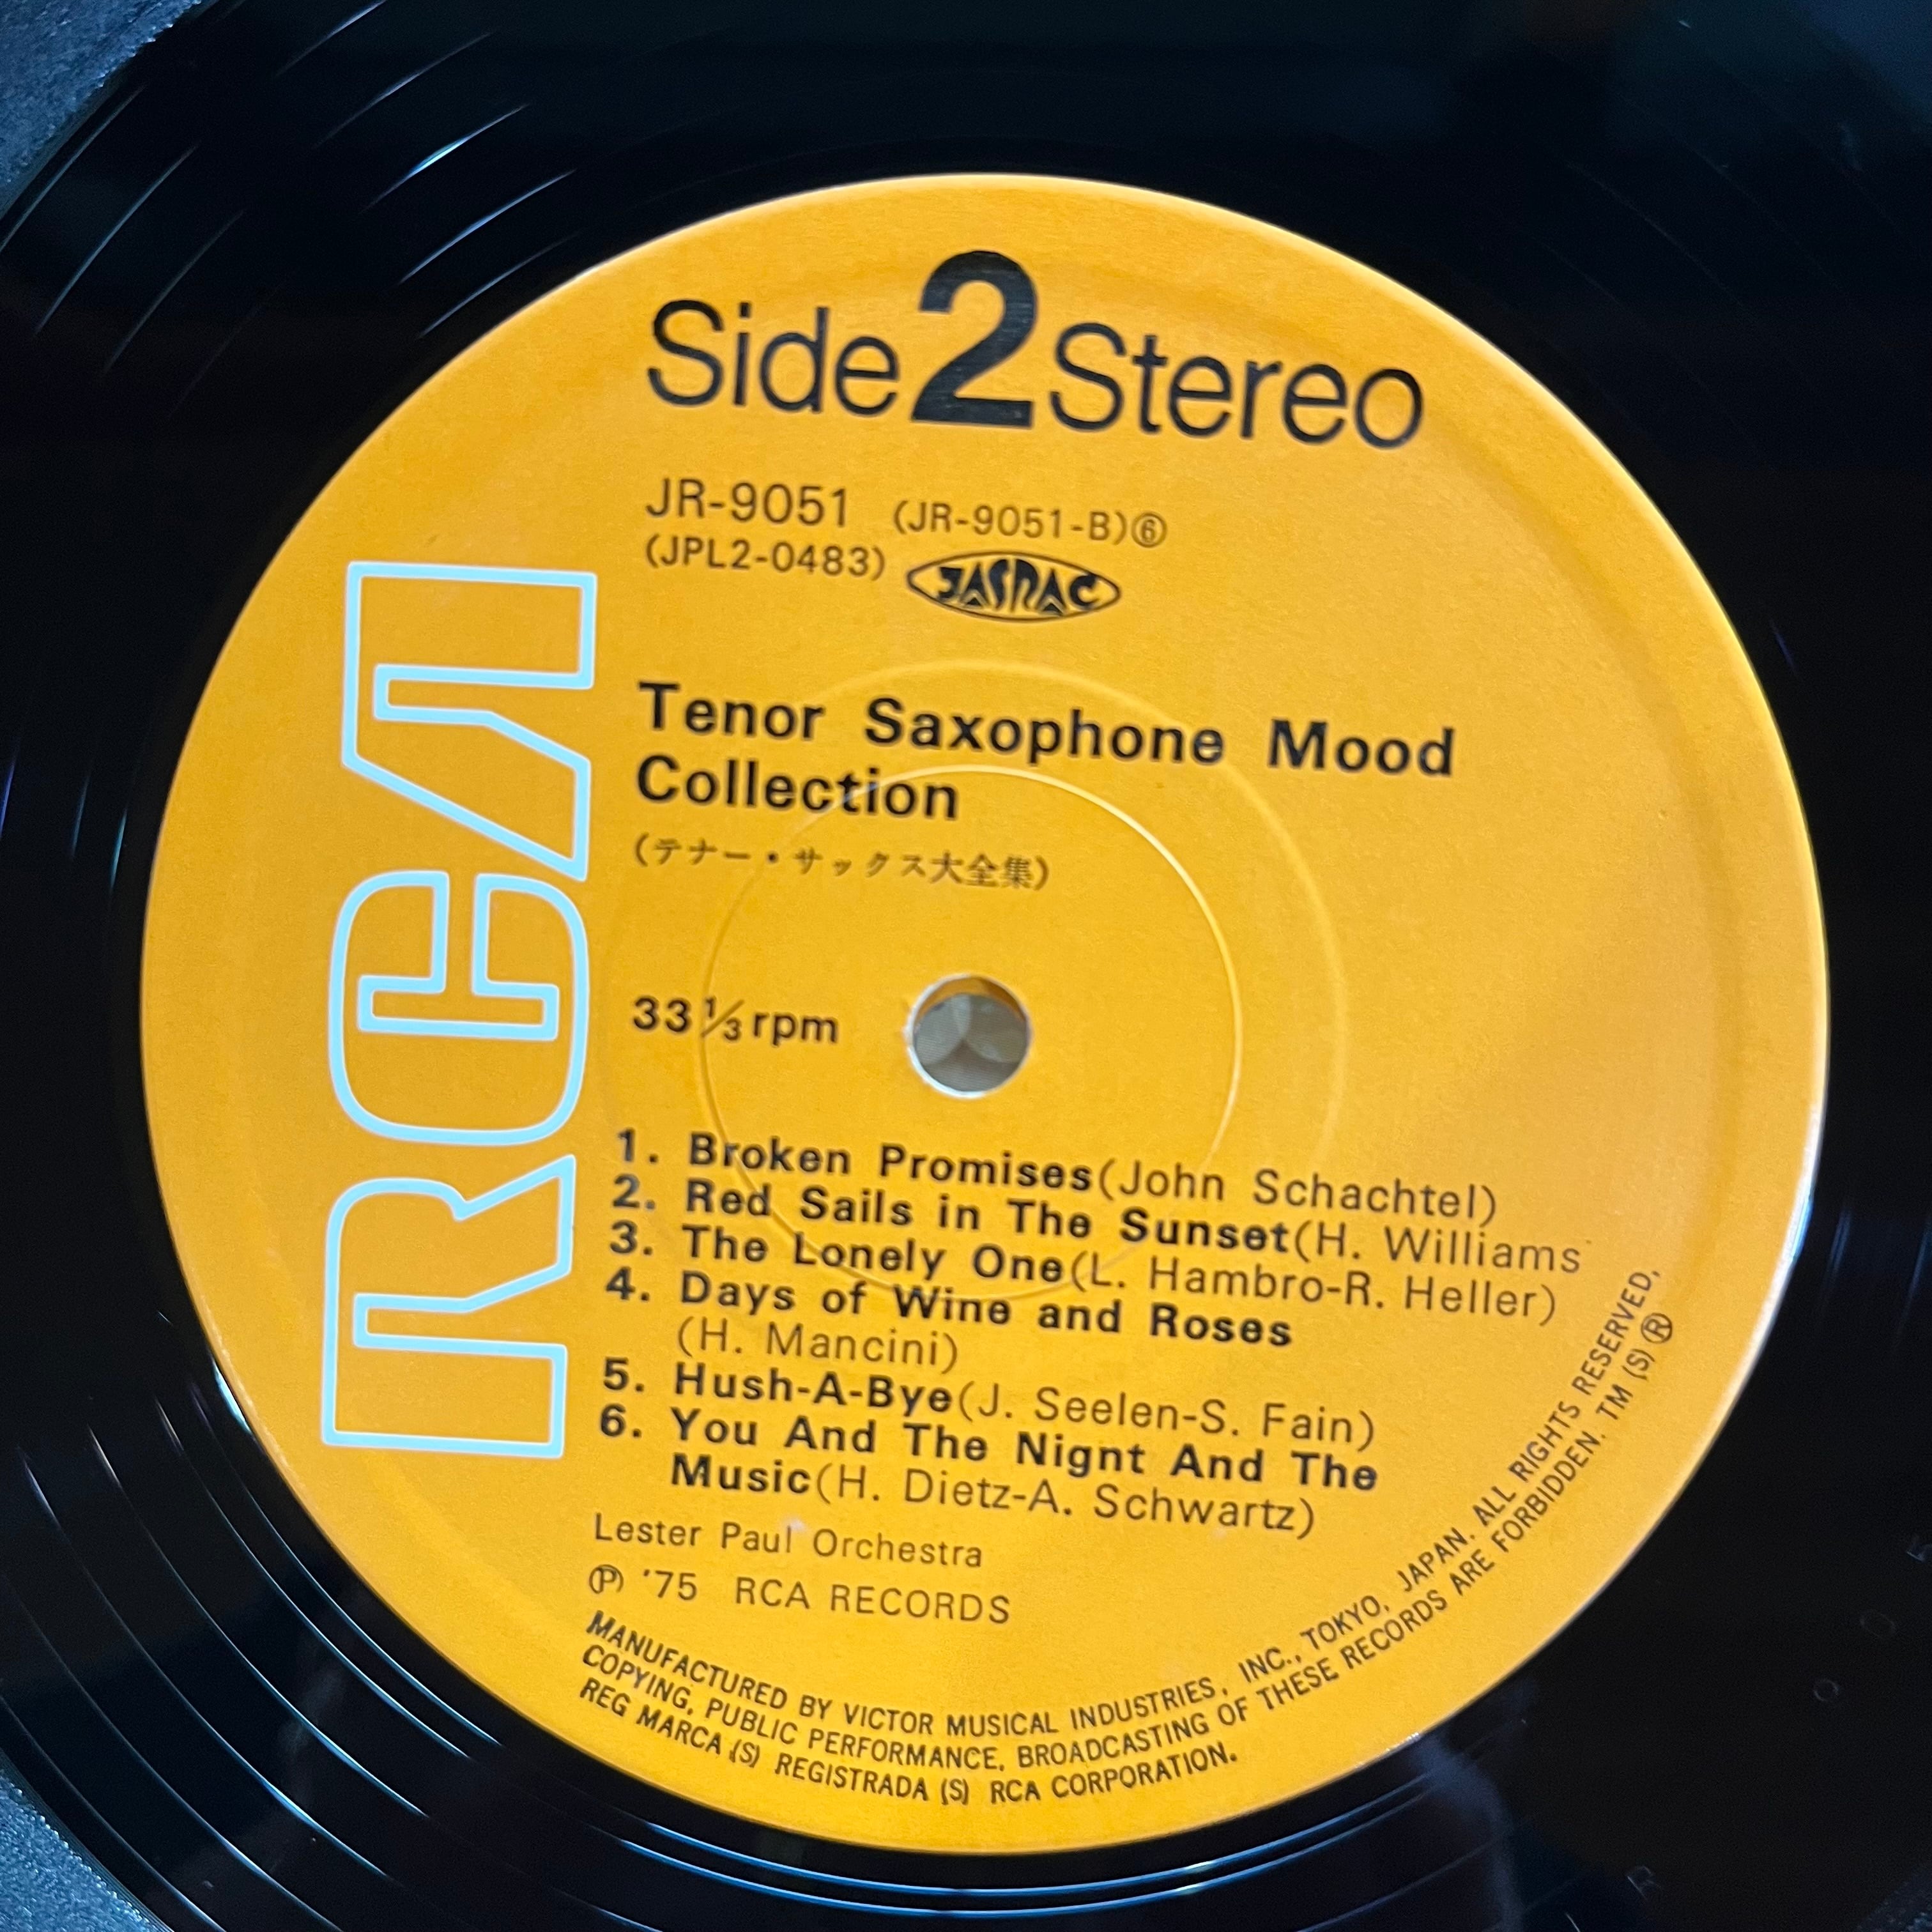 Side 2 Stereo
JR-9051 (JR-9051-B)⑥
(JPL2-0483) JASRAC
RCA
Tenor Saxophone Mood
Collection
(テナー・サックス大全集)
33⅓ rpm
1. Broken Promises(John Schachtel)
2. Red Sails in The Sunset(H. Williams
3. The Lonely One(L. Hambro-R. Heller)
4. Days of Wine and Roses
(H. Mancini)
5. Hush-A-Bye(J. Seelen-S. Fain)
6. You And The Nignt And The
Music(H. Dietz-A. Schwartz)
Lester Paul Orchestra
Ⓟ '75 RCA RECORDS
MANUFACTURED BY VICTOR MUSICAL INDUSTRIES, INC., TOKYO, JAPAN. ALL RIGHTS RESERVED,
COPYING, PUBLIC PERFORMANCE, BROADCASTING OF THESE RECORDS ARE FORBIDDEN. TM (S) ®
REG MARCA (S) REGISTRADA (S) RCA CORPORATION.